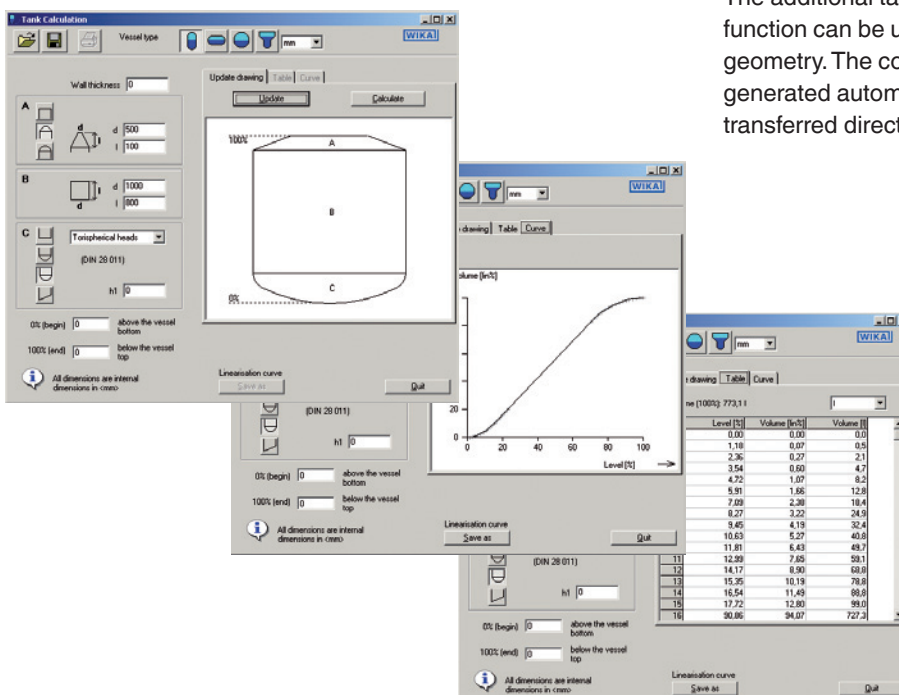 The additional ta
function can be u
geometry. The co
generated autom
transferred direct
Tank Calculation
Vessel type
mm
WIKAI
Wall thickness 0
Update drawing Table Curve
Update Calculate
A
d
l
d 500
l 100
B
d
l
d 1000
l 800
C
Torispherical heads
(DIN 28 011)
h1 0
0% (begin) 0 above the vessel
bottom
100% (end) 0 below the vessel
top
All dimensions are internal
dimensions in <mm>
Linearisation curve
Save as
Quit
100%
A
B
C
0%
mm
WIKAI
drawing Table Curve
olume [lin%]
20
0
0 20 40 60 80 100
Level [%]
(DIN 28 011)
h1 0
0% (begin) 0 above the vessel
bottom
100% (end) 0 below the vessel
top
All dimensions are internal
dimensions in <mm>
Linearisation curve
Save as
Quit
mm
WIKAI
drawing Table Curve
me (100%): 773,1 l
l
Level [%] Volume [lin%] Volume [l]
0,00 0,00 0,0
1,18 0,07 0,5
2,36 0,27 2,1
3,54 0,60 4,7
4,72 1,07 8,2
5,91 1,66 12,8
7,09 2,38 18,4
8,27 3,22 24,9
9,45 4,19 32,4
10,63 5,27 40,8
11,81 6,43 49,7
11 12,99 7,65 59,1
12 14,17 8,90 68,8
13 15,35 10,19 78,8
14 16,54 11,49 88,8
15 17,72 12,80 99,0
16 90,86 94,07 727,3
(DIN 28 011)
h1 0
0% (begin) 0 above the vessel
bottom
100% (end) 0 below the vessel
top
All dimensions are internal
dimensions in <mm>
Linearisation curve
Save as
Quit